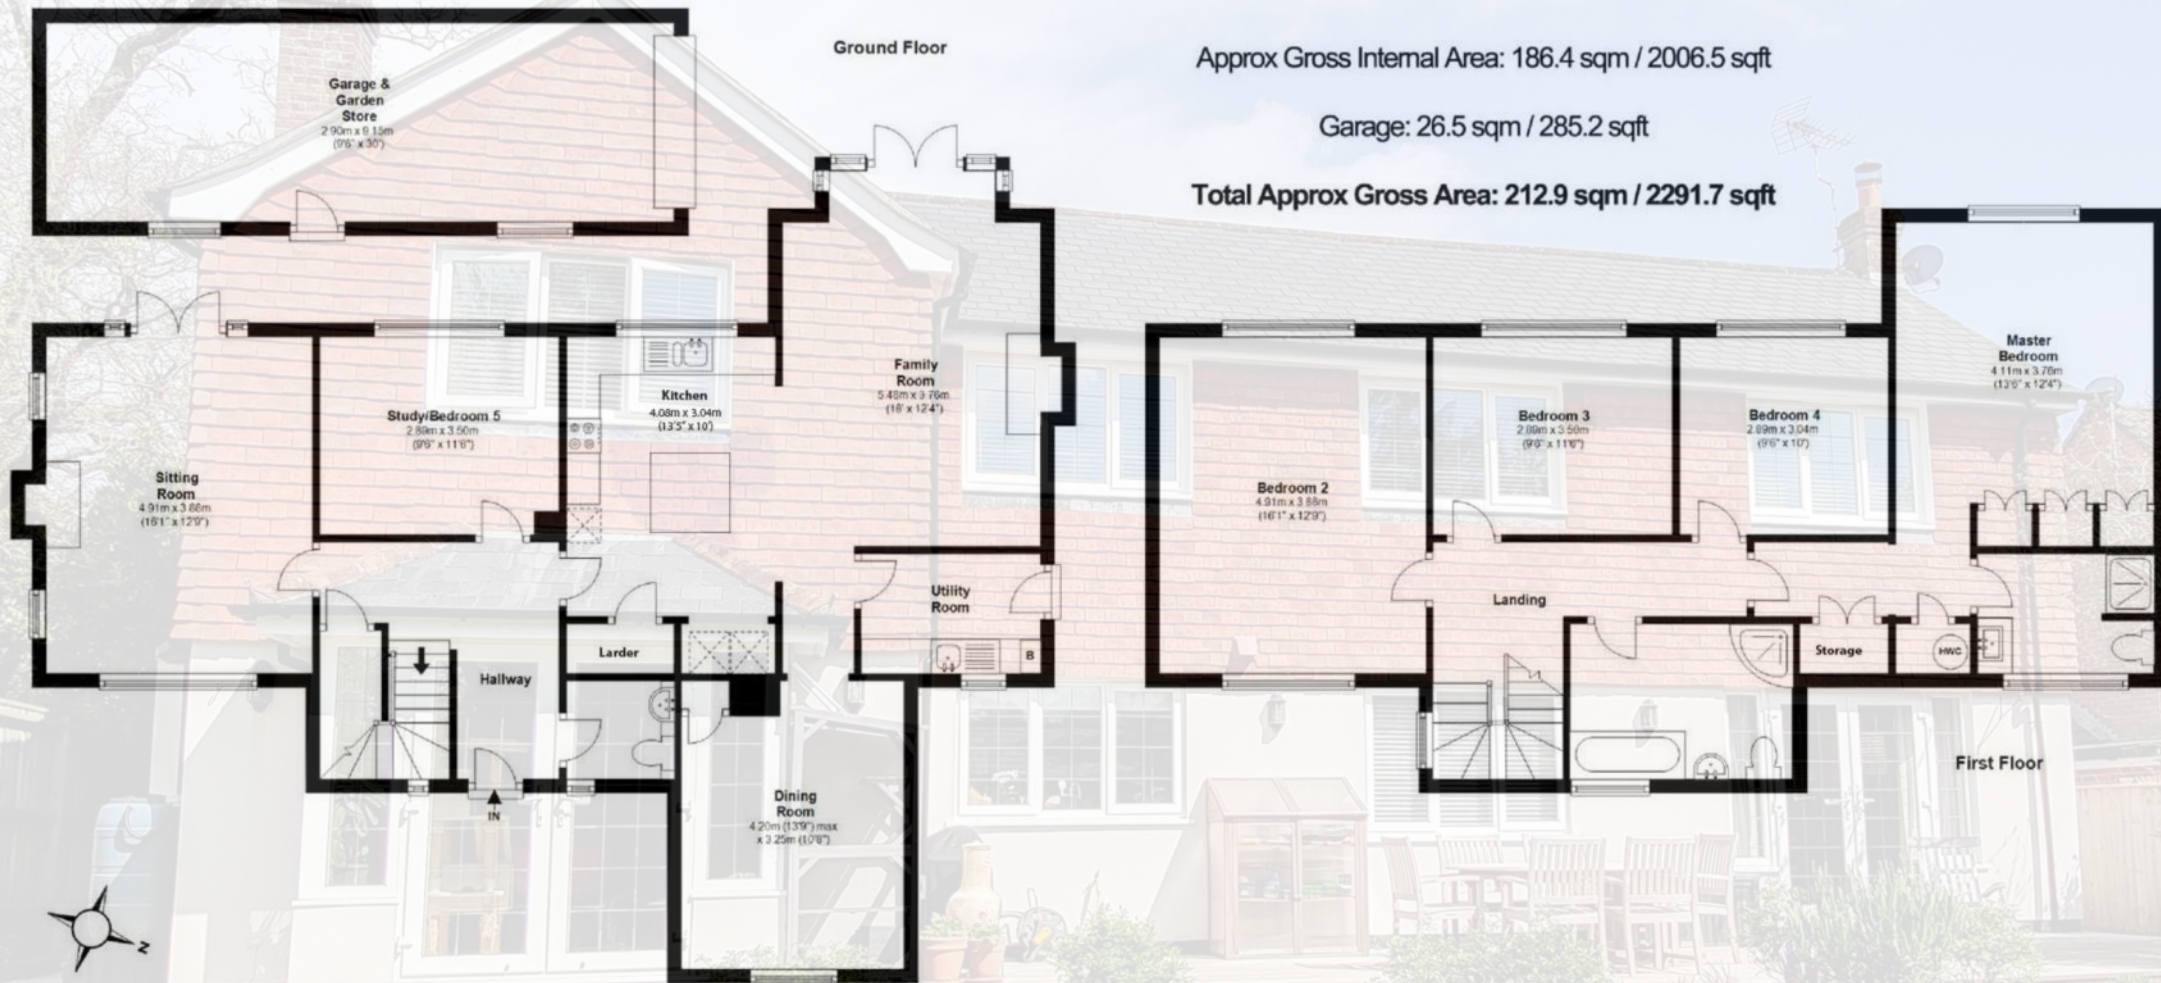 Ground Floor
Approx Gross Internal Area: 186.4 sqm / 2006.5 sqft
Garage: 26.5 sqm / 285.2 sqft
Total Approx Gross Area: 212.9 sqm / 2291.7 sqft
Garage &
Garden
Store
2.90m x 9.15m
(9'6" x 30')
Family
Room
5.48m x 3.76m
(18' x 12'4")
Kitchen
4.08m x 3.04m
(13'5" x 10')
Study/Bedroom 5
2.89m x 3.50m
(9'6" x 11'6")
Sitting
Room
4.91m x 3.88m
(16'1" x 12'9")
Utility
Room
B
Larder
Hallway
IN
Dining
Room
4.20m (13'9") max
x 3.25m (10'8")
N
Master
Bedroom
4.11m x 3.76m
(13'6" x 12'4")
Bedroom 3
2.89m x 3.50m
(9'6" x 11'6")
Bedroom 4
2.89m x 3.04m
(9'6" x 10')
Bedroom 2
4.91m x 3.88m
(16'1" x 12'9")
Landing
Storage
HWC
First Floor